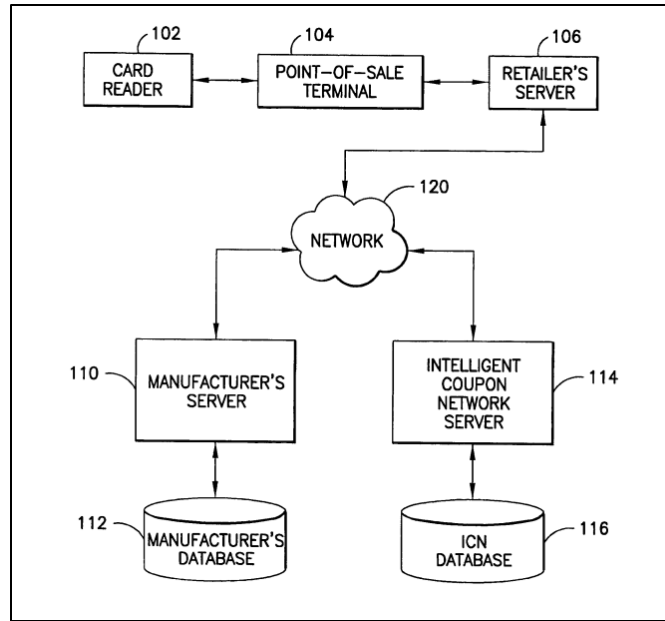 102
104
106
CARD
READER
POINT-OF-SALE
TERMINAL
RETAILER'S
SERVER
120
NETWORK
110
MANUFACTURER'S
SERVER
INTELLIGENT
COUPON
NETWORK
SERVER
114
112
MANUFACTURER'S
DATABASE
ICN
DATABASE
116